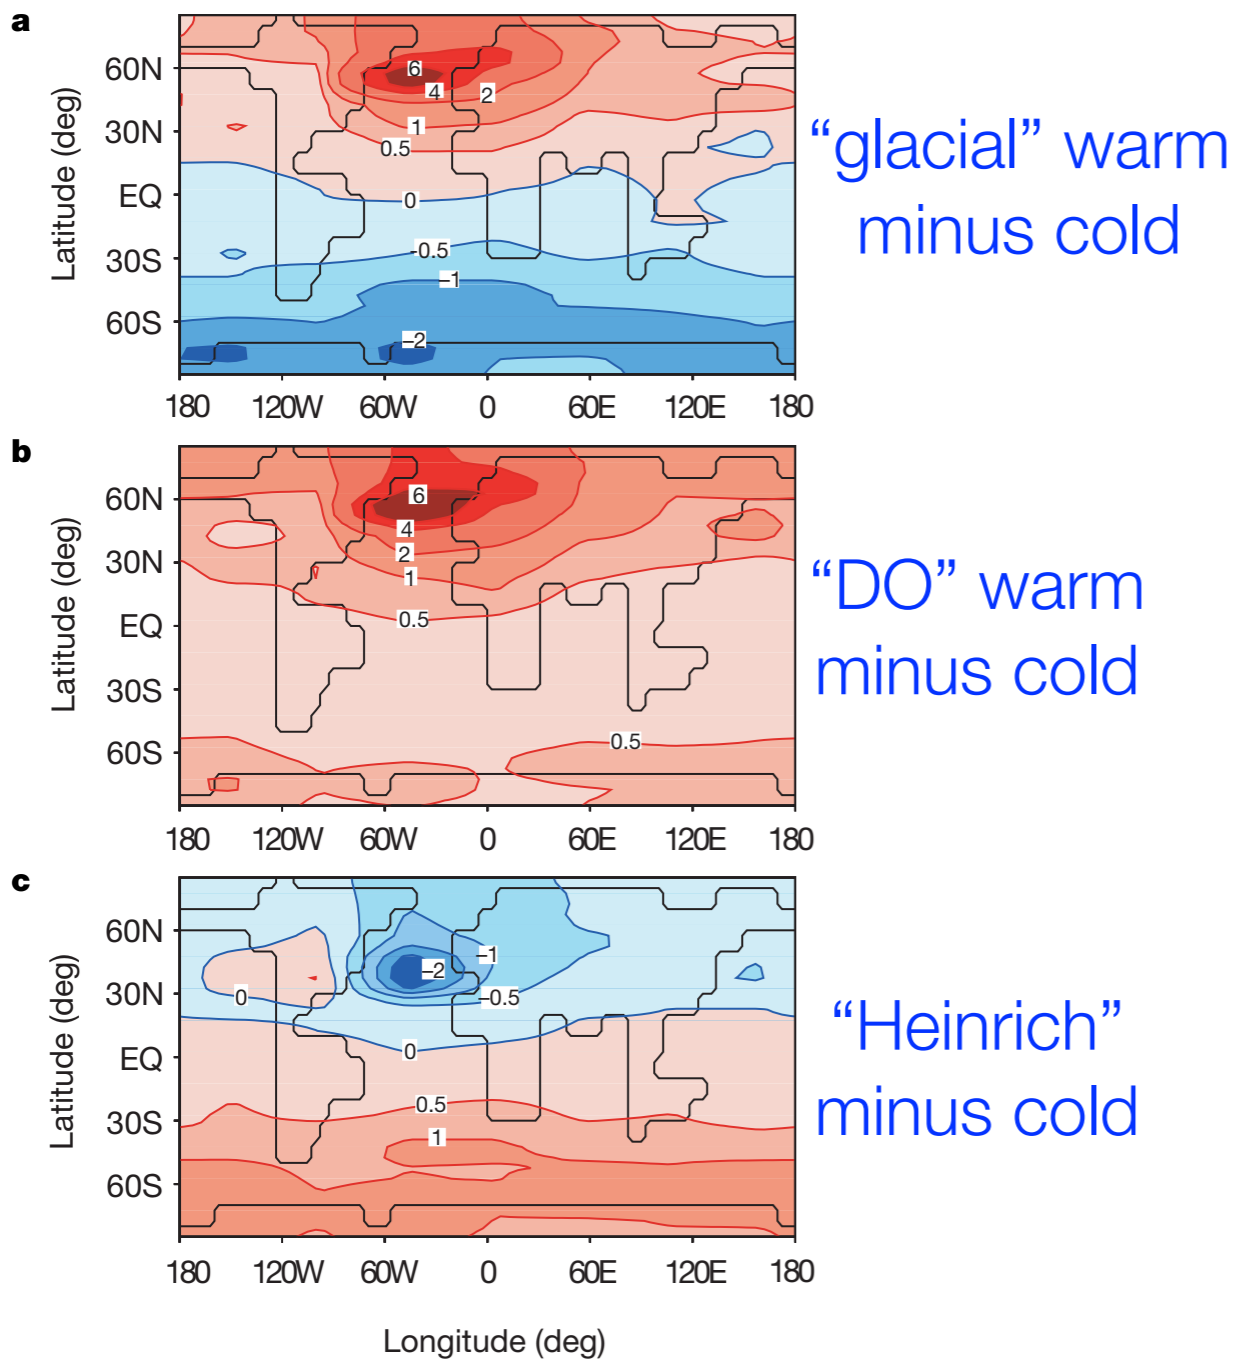 a
60N
30N
EQ
30S
60S
Latitude (deg)
6
4
2
1
0.5
0
-0.5
−1
−2
180 120W 60W 0 60E 120E 180
“glacial” warm
minus cold
b
60N
30N
EQ
30S
60S
Latitude (deg)
6
4
2
1
0.5
0.5
180 120W 60W 0 60E 120E 180
“DO” warm
minus cold
c
60N
30N
EQ
30S
60S
Latitude (deg)
−1
−2
−0.5
0
0
0.5
1
180 120W 60W 0 60E 120E 180
“Heinrich”
minus cold
Longitude (deg)